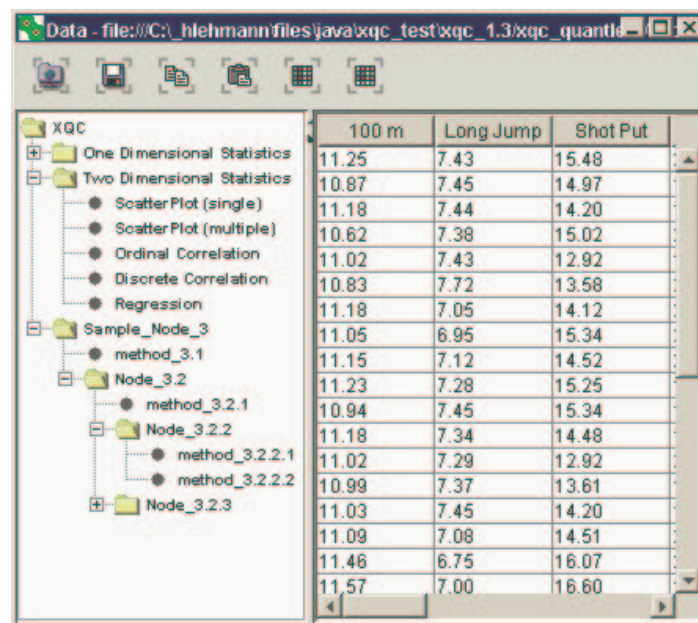 Data - file:///C:\_hlehmann\files\java\xqc_test\xqc_1.3/xqc_quantle
XQC
One Dimensional Statistics
Two Dimensional Statistics
ScatterPlot (single)
ScatterPlot (multiple)
Ordinal Correlation
Discrete Correlation
Regression
Sample_Node_3
method_3.1
Node_3.2
method_3.2.1
Node_3.2.2
method_3.2.2.1
method_3.2.2.2
Node_3.2.3
100 m Long Jump Shot Put
11.25 7.43 15.48
10.87 7.45 14.97
11.18 7.44 14.20
10.62 7.38 15.02
11.02 7.43 12.92
10.83 7.72 13.58
11.18 7.05 14.12
11.05 6.95 15.34
11.15 7.12 14.52
11.23 7.28 15.25
10.94 7.45 15.34
11.18 7.34 14.48
11.02 7.29 12.92
10.99 7.37 13.61
11.03 7.45 14.20
11.09 7.08 14.51
11.46 6.75 16.07
11.57 7.00 16.60